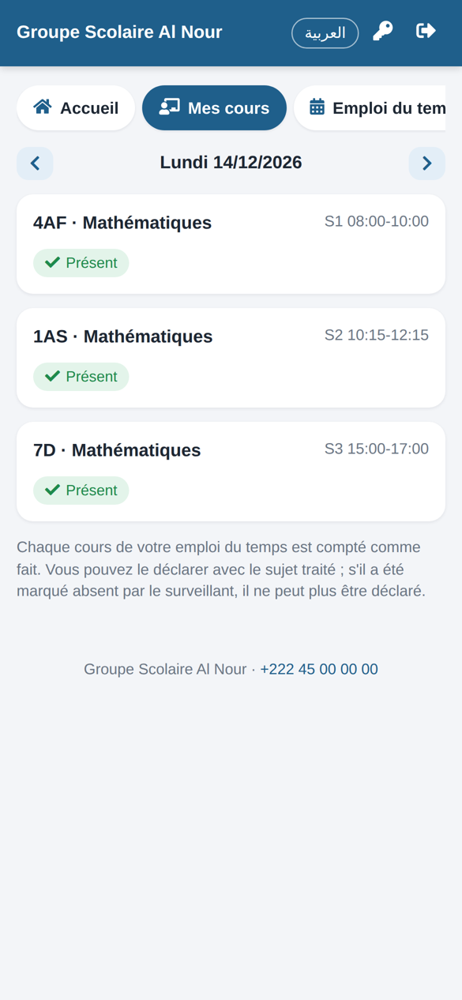 Groupe Scolaire Al Nour
العربية
Accueil
Mes cours
Emploi du tem
Lundi 14/12/2026
4AF · Mathématiques
S1 08:00-10:00
Présent
1AS · Mathématiques
S2 10:15-12:15
Présent
7D · Mathématiques
S3 15:00-17:00
Présent
Chaque cours de votre emploi du temps est compté comme
fait. Vous pouvez le déclarer avec le sujet traité ; s'il a été
marqué absent par le surveillant, il ne peut plus être déclaré.
Groupe Scolaire Al Nour · +222 45 00 00 00